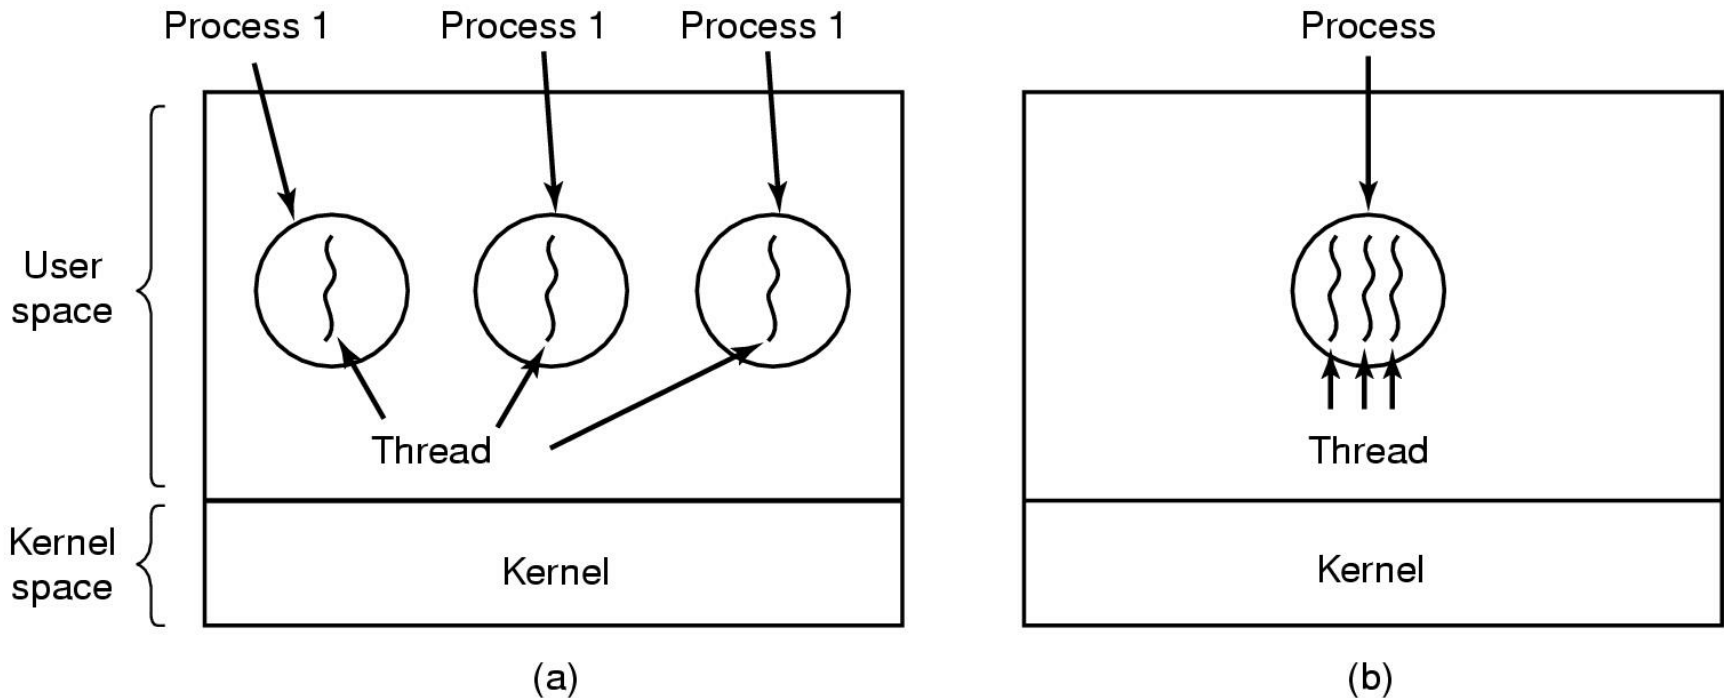 Process 1
Process 1
Process 1
Process
User
space
Thread
Thread
Kernel
space
Kernel
Kernel
(a)
(b)